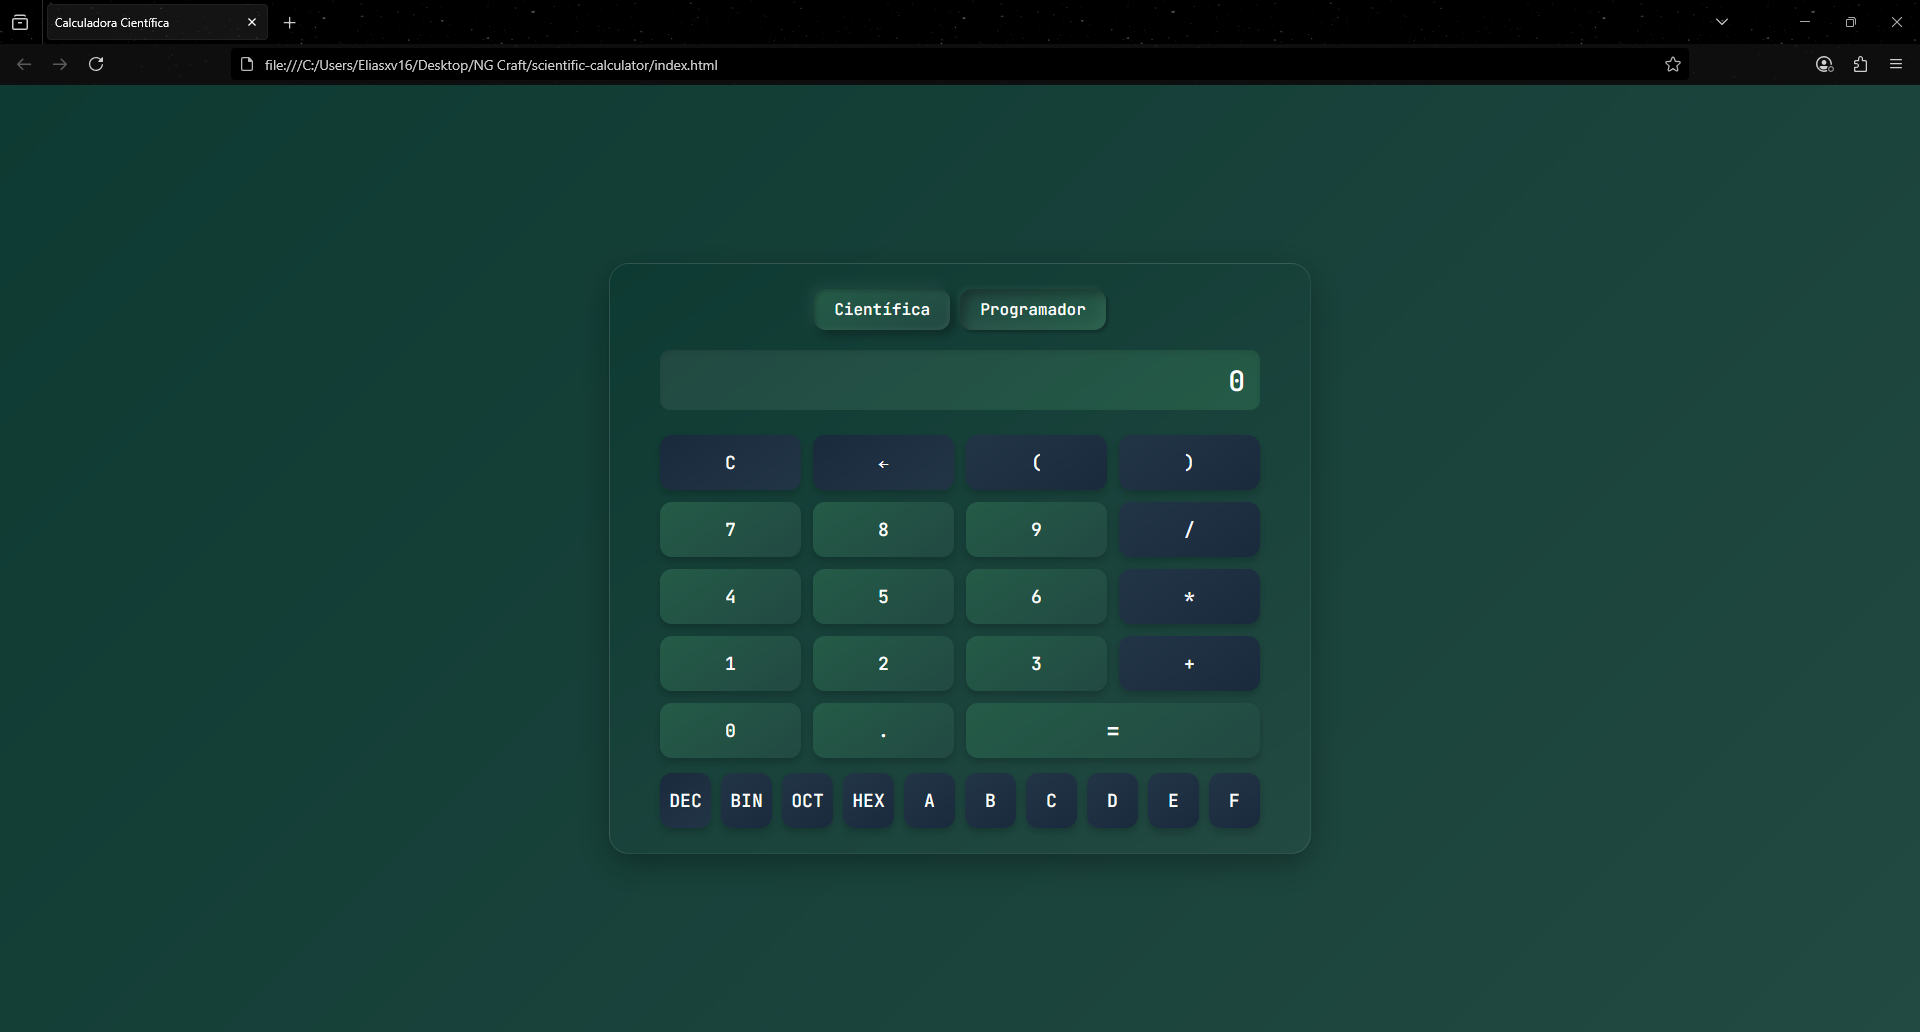 Calculadora Científica
file:///C:/Users/Eliasxv16/Desktop/NG Craft/scientific-calculator/index.html
Científica Programador
0
C ← ( )
7 8 9 /
4 5 6 *
1 2 3 +
0 . =
DEC BIN OCT HEX A B C D E F